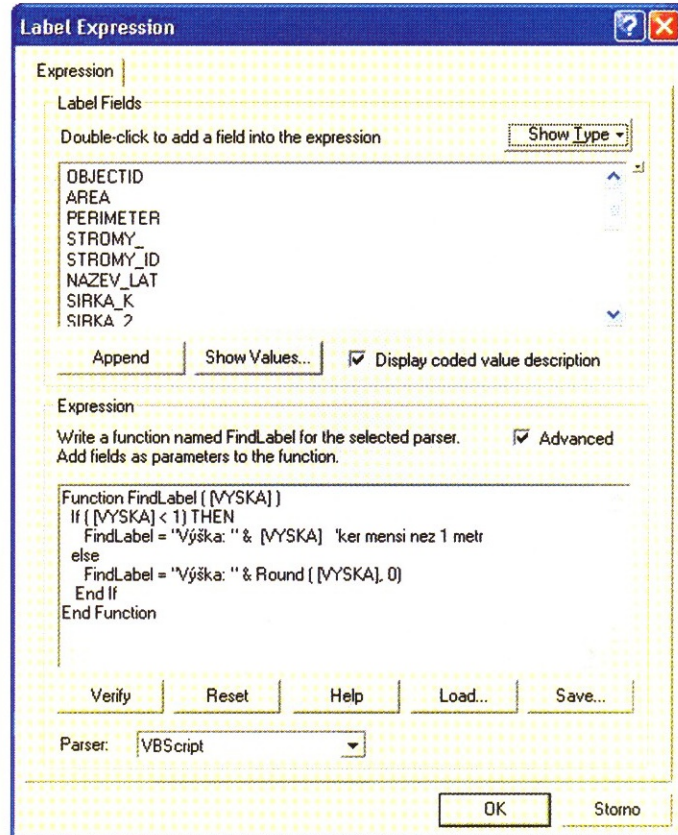 Label Expression
Expression
Label Fields
Double-click to add a field into the expression
Show Type
OBJECTID
AREA
PERIMETER
STROMY_
STROMY_ID
NAZEV_LAT
SIRKA_K
SIRKA_2
Append Show Values... Display coded value description
Expression
Write a function named FindLabel for the selected parser. Advanced
Add fields as parameters to the function.
Function FindLabel ( [VYSKA] )
If ( [VYSKA] < 1) THEN
FindLabel = "Výška: " & [VYSKA] 'ker mensi nez 1 metr
else
FindLabel = "Výška: " & Round ( [VYSKA], 0)
End If
End Function
Verify Reset Help Load... Save...
Parser: VBScript
OK Storno